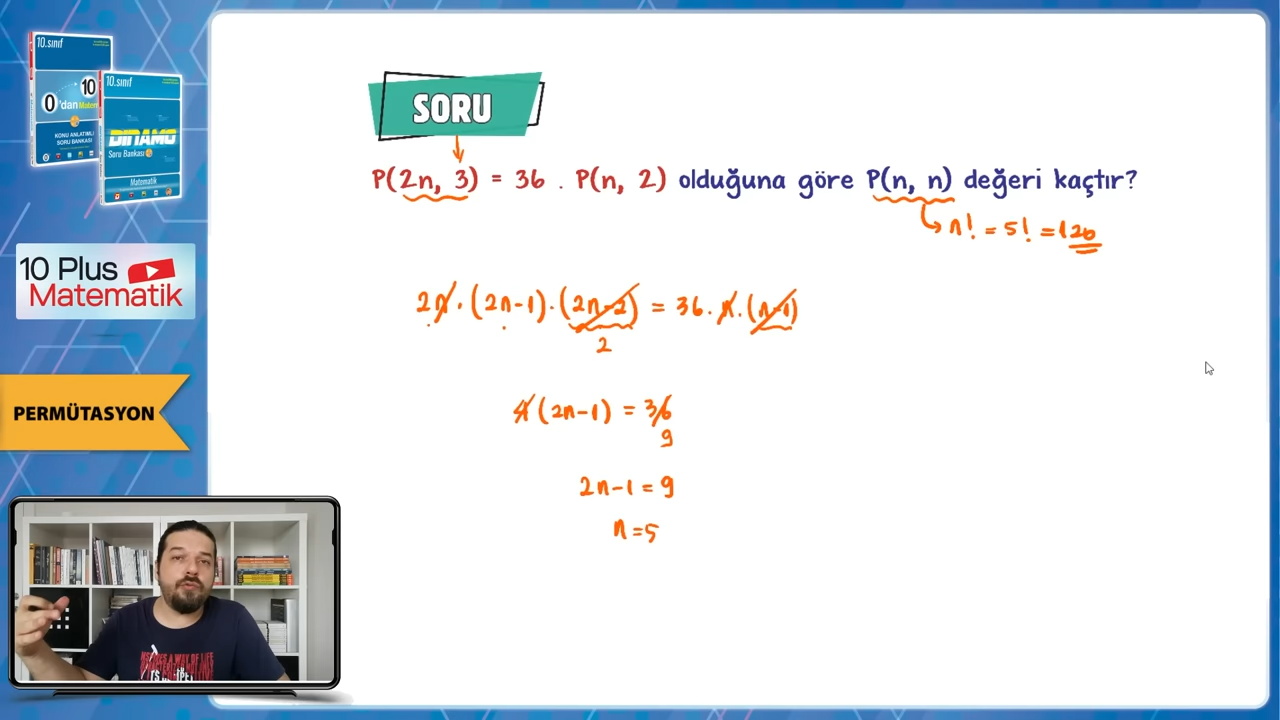 10.sınıf
0'dan 10
Matem
KONU ANLATIMLI
SORU BANKASI
10.sınıf
DİNAMO
Soru Bankası
Matematik
10 Plus
Matematik
PERMÜTASYON
SORU
P(2n, 3) = 36 . P(n, 2) olduğuna göre P(n, n) değeri kaçtır?
n! = 5! = 120
2n . (2n-1) . (2n-2) = 36 . n . (n-1)
2
4 (2n-1) = 36
9
2n-1 = 9
n = 5